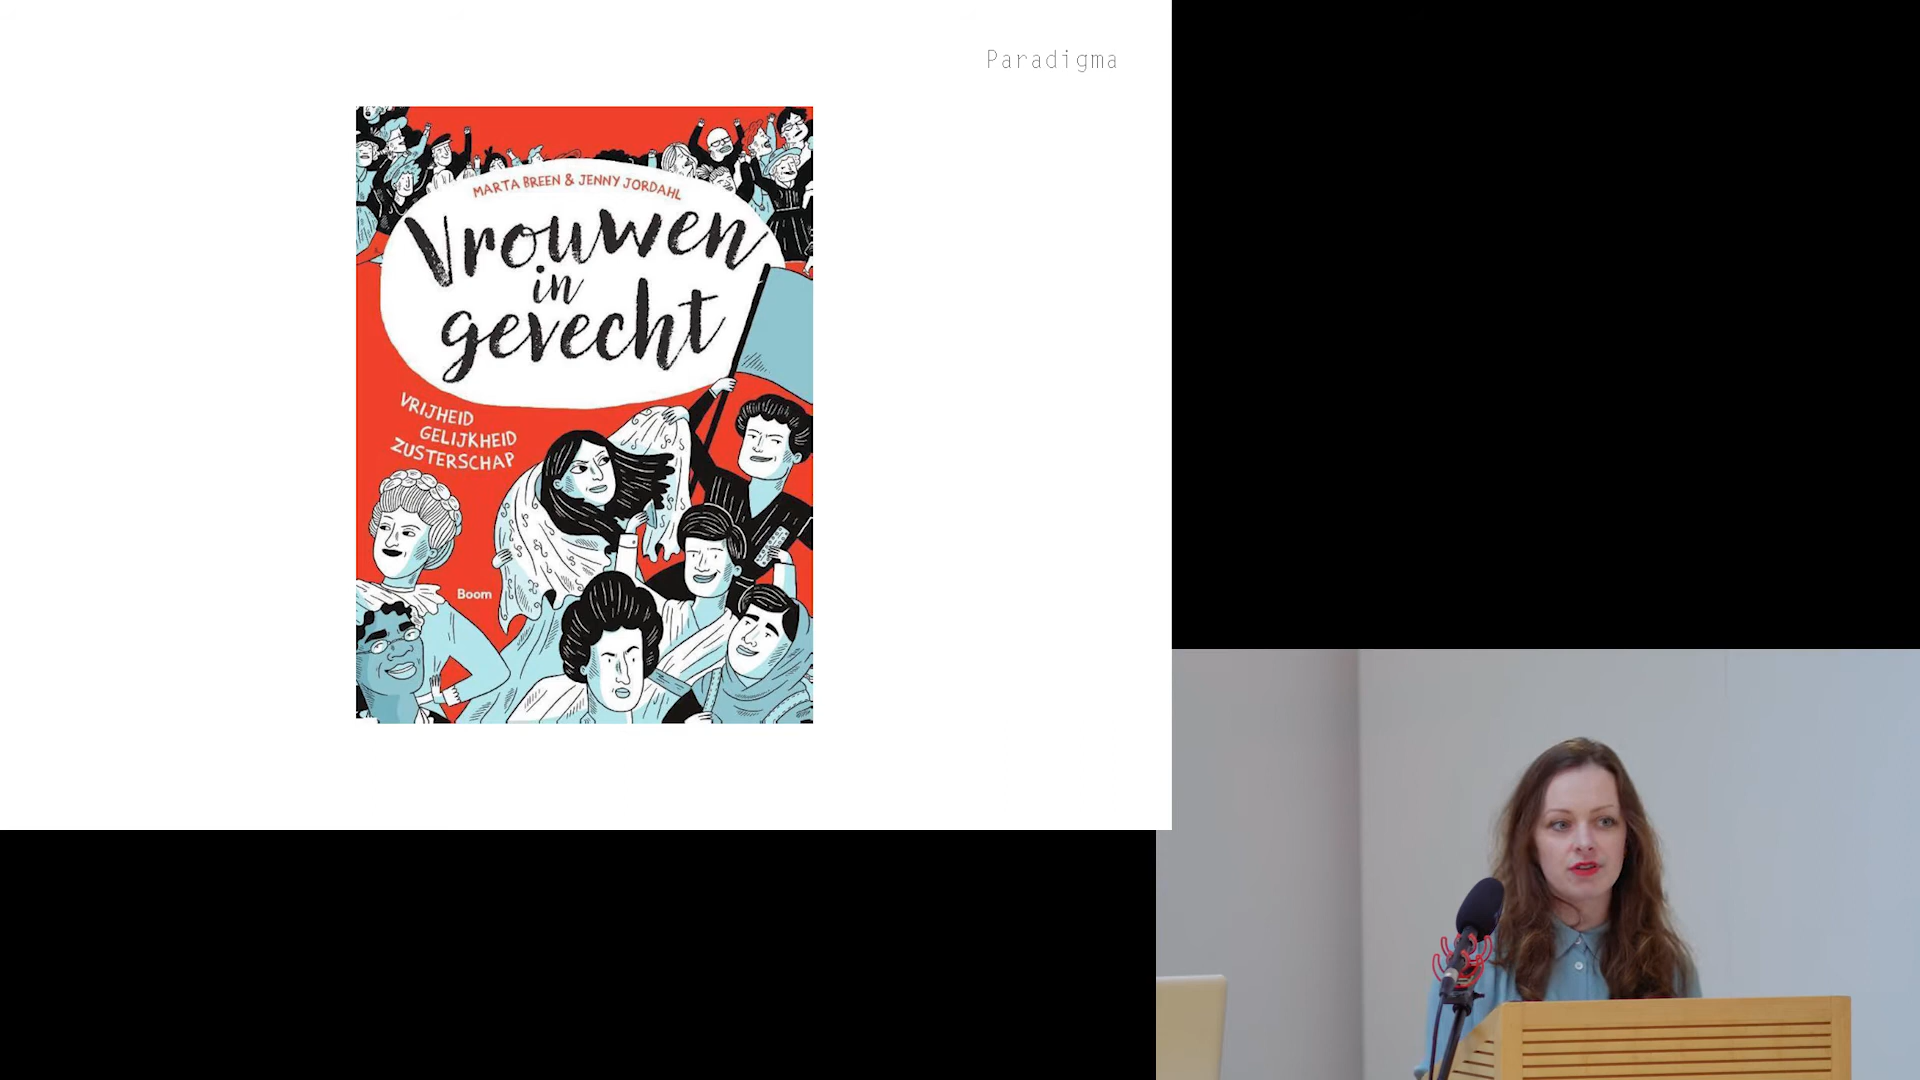 Paradigma
MARTA BREEN & JENNY JORDAHL
Vrouwen
in
gevecht
VRIJHEID
GELIJKHEID
ZUSTERSCHAP
Boom